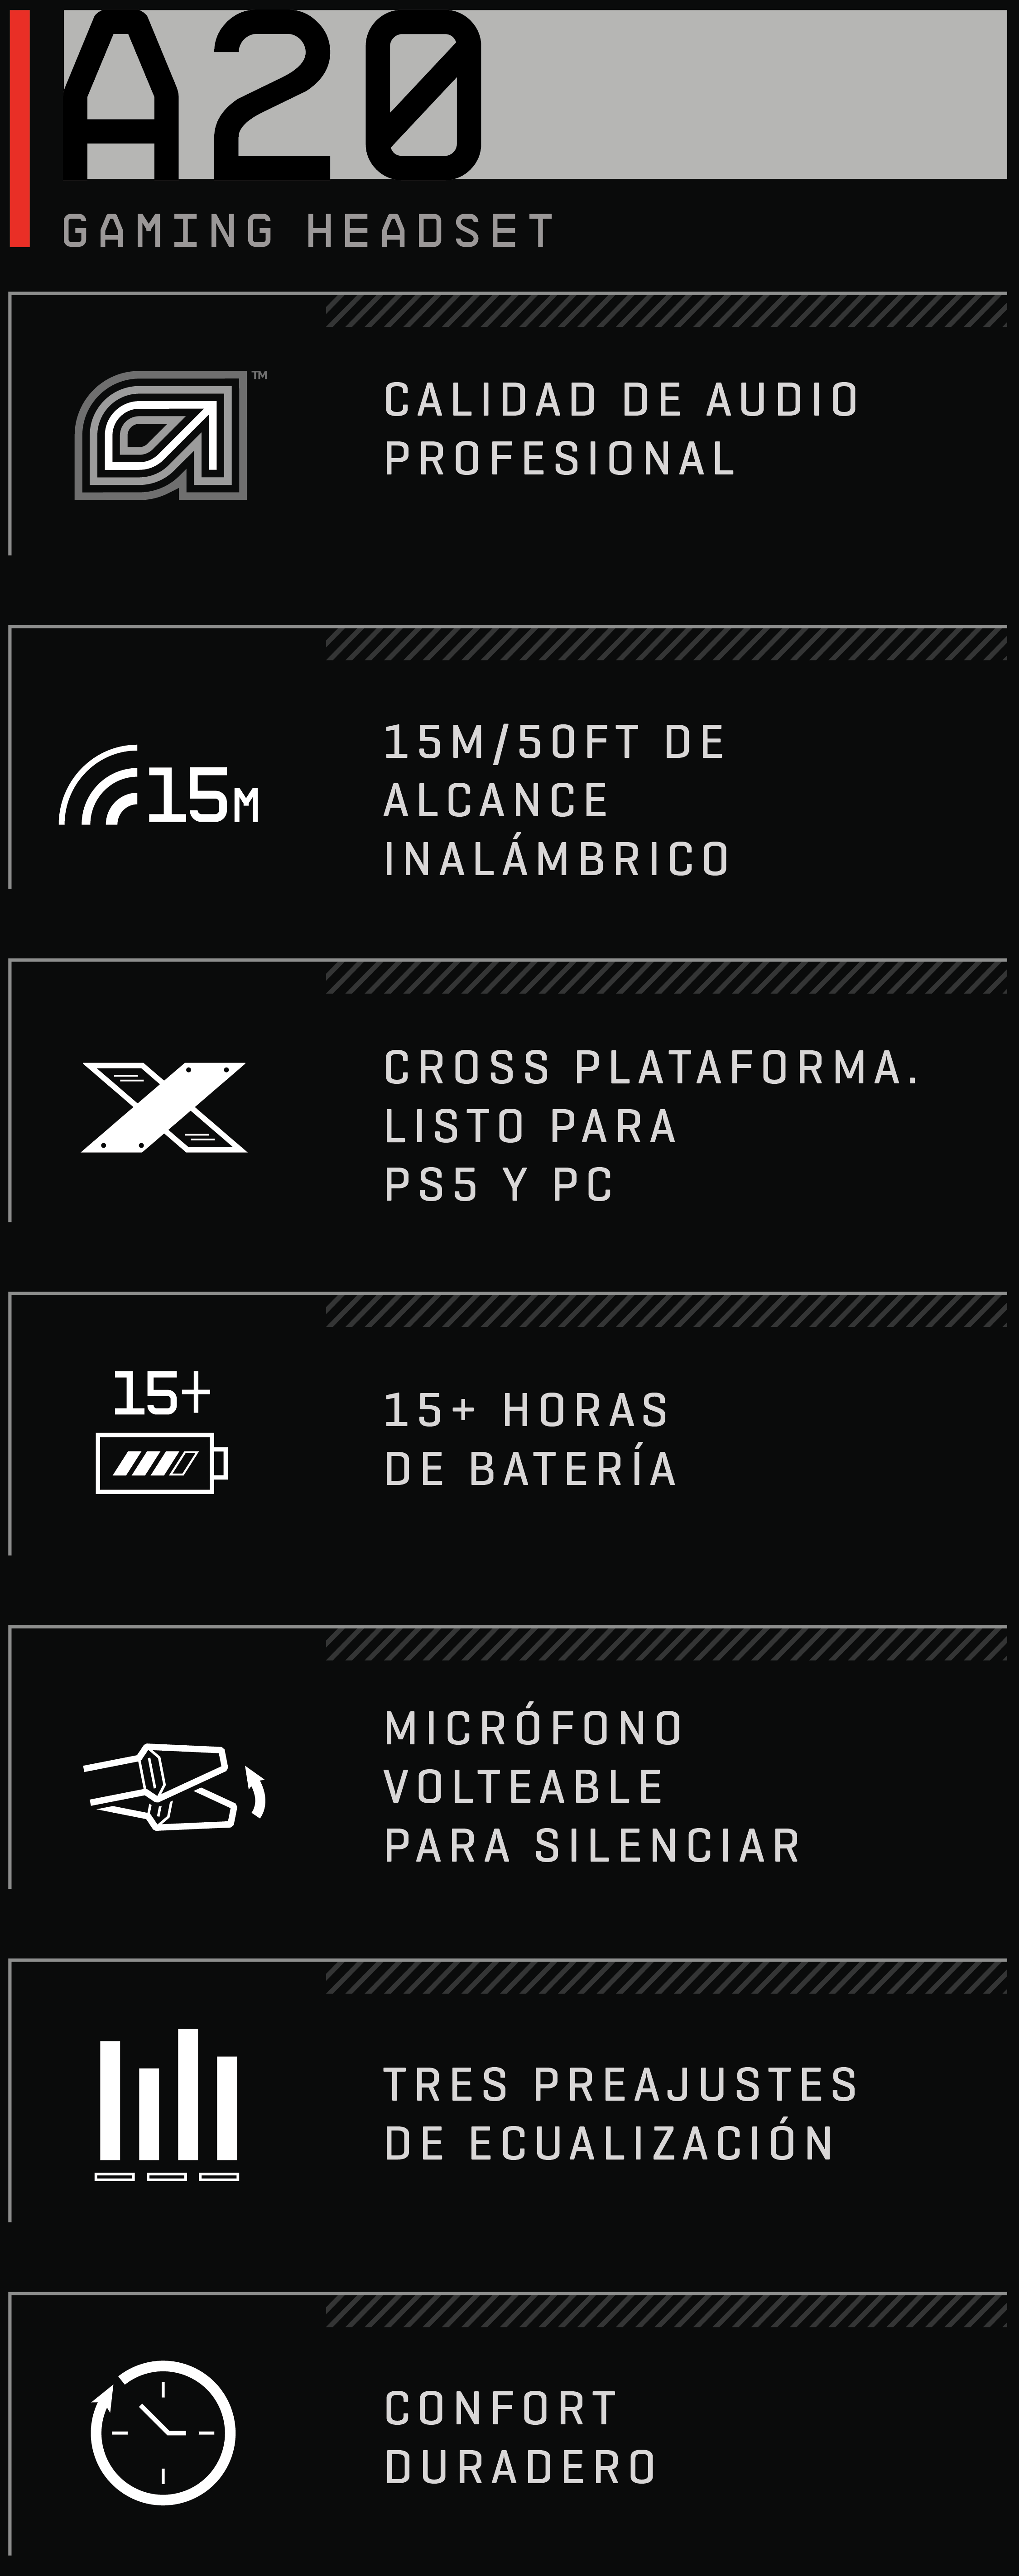 A20
GAMING HEADSET
TM
CALIDAD DE AUDIO
PROFESIONAL
15M
15M/50FT DE
ALCANCE
INALÁMBRICO
CROSS PLATAFORMA.
LISTO PARA
PS5 Y PC
15+
15+ HORAS
DE BATERÍA
MICRÓFONO
VOLTEABLE
PARA SILENCIAR
TRES PREAJUSTES
DE ECUALIZACIÓN
CONFORT
DURADERO